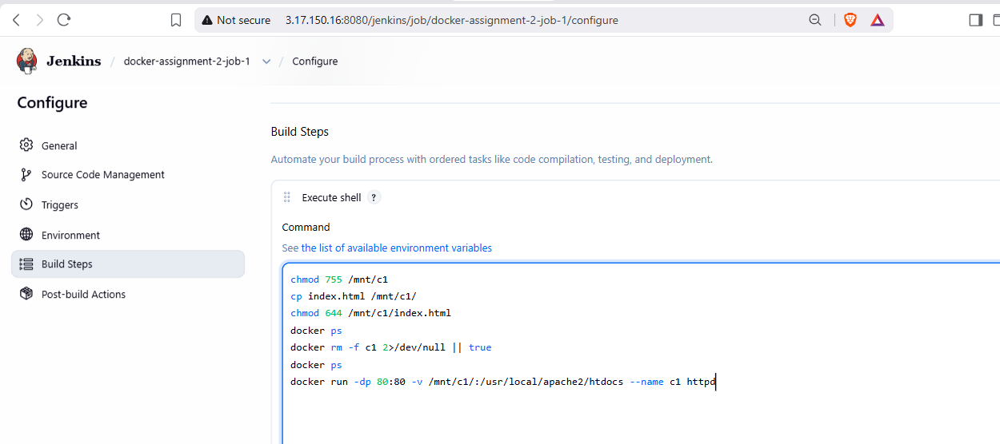 Not secure 3.17.150.16:8080/jenkins/job/docker-assignment-2-job-1/configure
Jenkins / docker-assignment-2-job-1 / Configure
Configure
General
Source Code Management
Triggers
Environment
Build Steps
Post-build Actions
Build Steps
Automate your build process with ordered tasks like code compilation, testing, and deployment.
Execute shell ?
Command
See the list of available environment variables
chmod 755 /mnt/c1
cp index.html /mnt/c1/
chmod 644 /mnt/c1/index.html
docker ps
docker rm -f c1 2>/dev/null || true
docker ps
docker run -dp 80:80 -v /mnt/c1/:/usr/local/apache2/htdocs --name c1 httpd